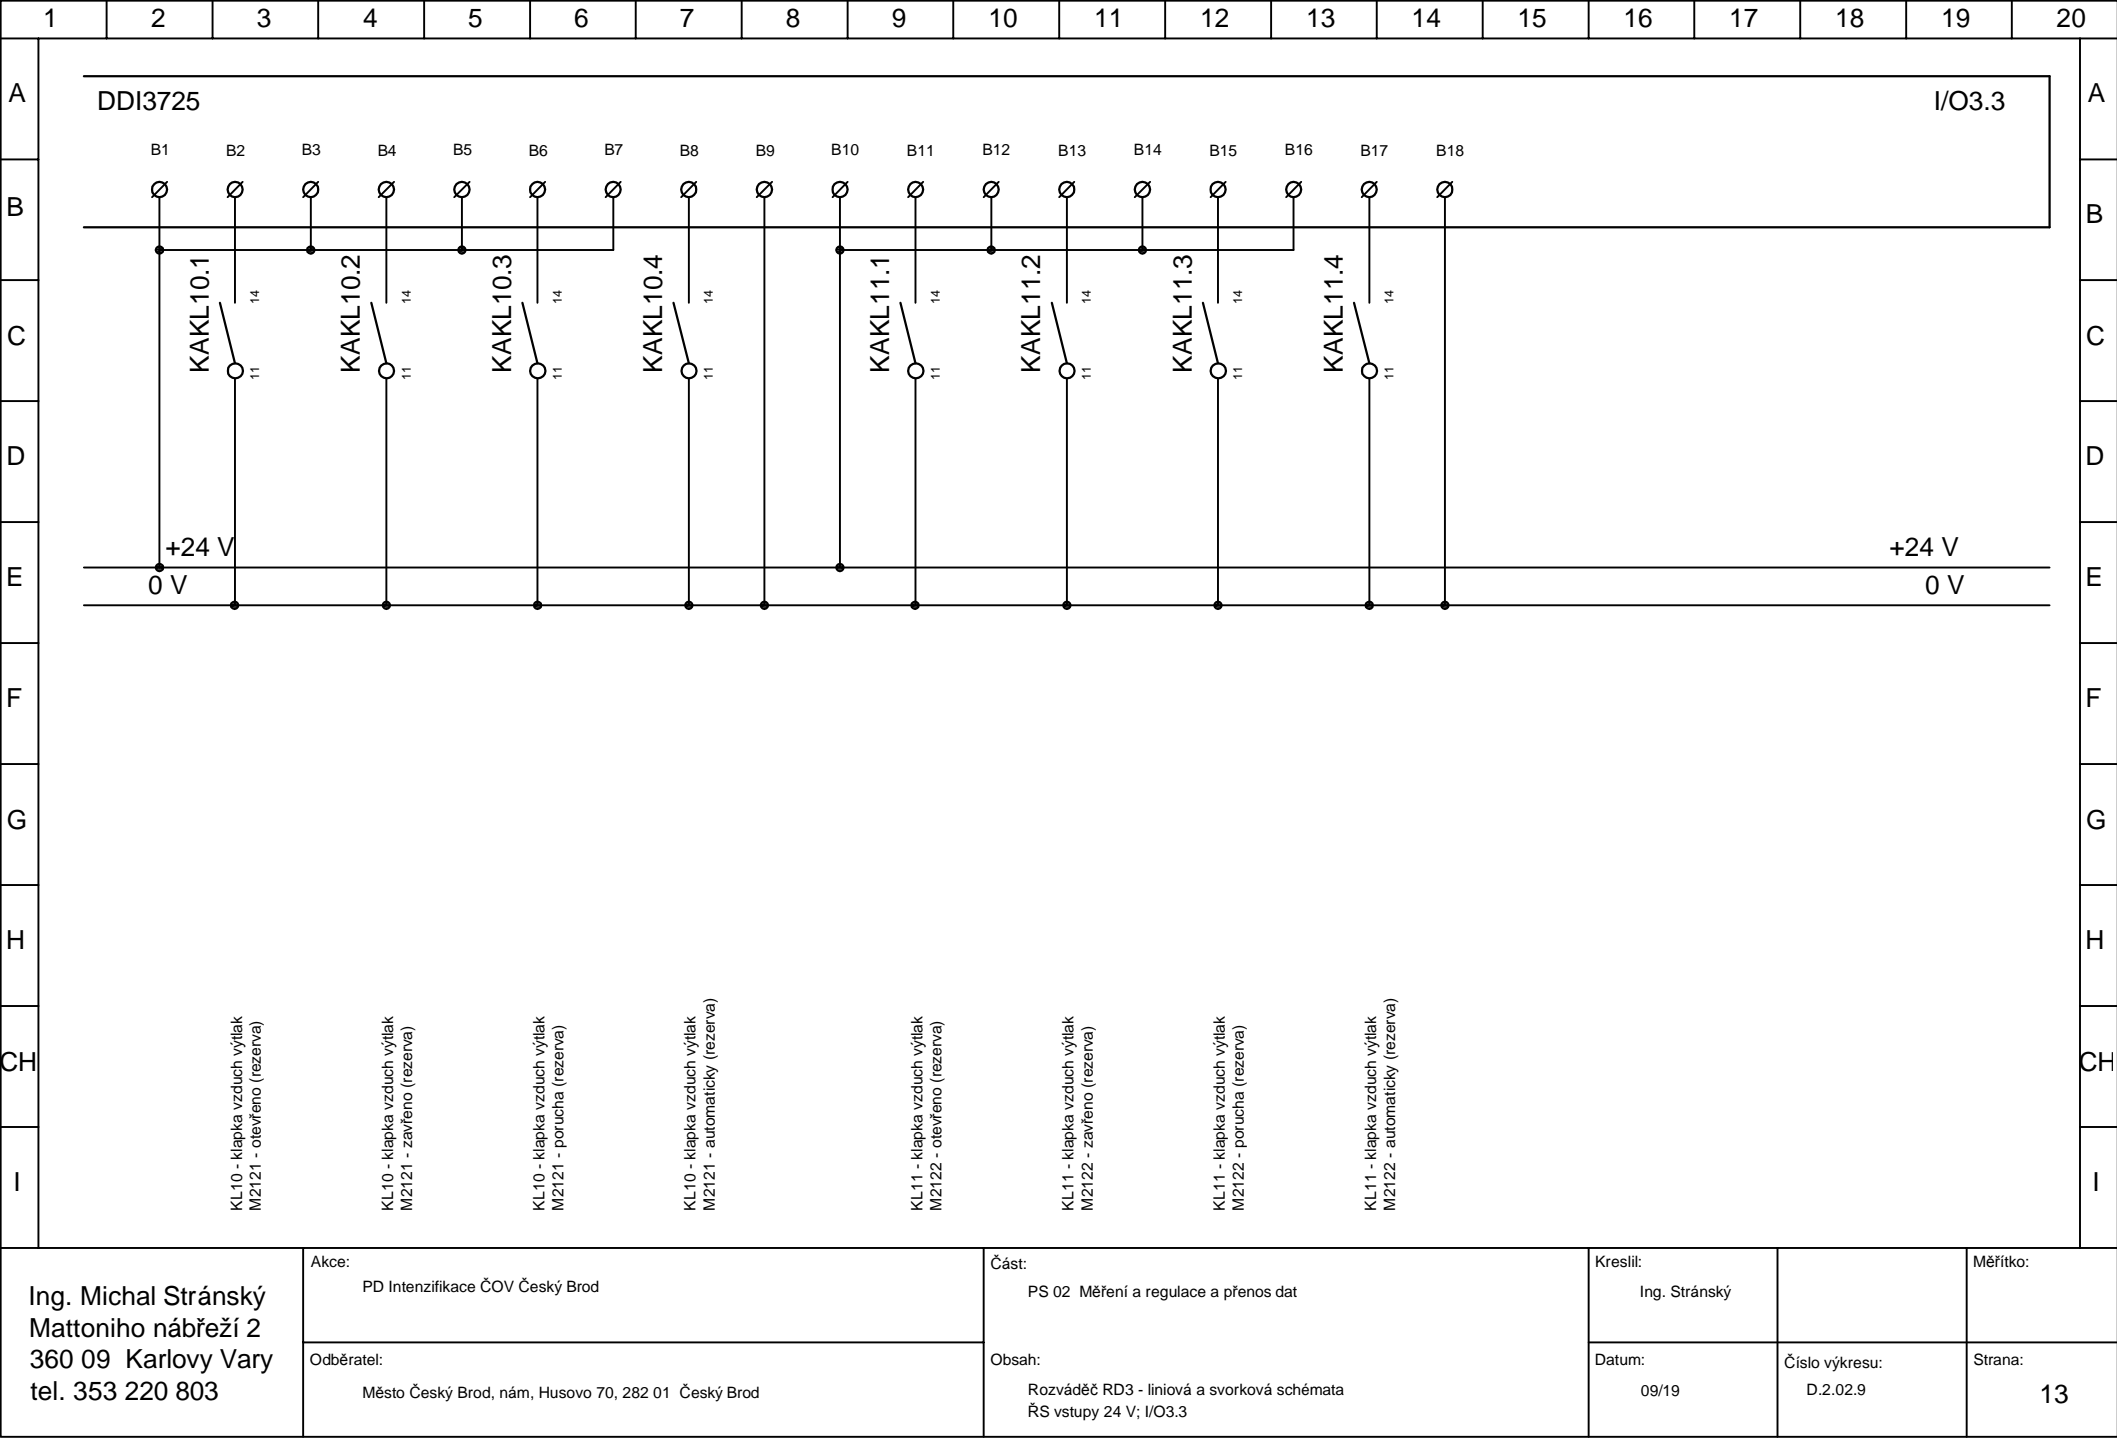 1 2 3 4 5 6 7 8 9 10 11 12 13 14 15 16 17 18 19 20
A A
DDI3725 I/O3.3
B1 B2 B3 B4 B5 B6 B7 B8 B9 B10 B11 B12 B13 B14 B15 B16 B17 B18
B B
KAKL10.1 KAKL10.2 KAKL10.3 KAKL10.4 KAKL11.1 KAKL11.2 KAKL11.3 KAKL11.4
14 14 14 14 14 14 14 14
C C
11 11 11 11 11 11 11 11
D D
+24 V +24 V
E E
0 V 0 V
F F
G G
H H
CH CH
KL10 - klapka vzduch výtlak
M2121 - otevřeno (rezerva)
KL10 - klapka vzduch výtlak
M2121 - zavřeno (rezerva)
KL10 - klapka vzduch výtlak
M2121 - porucha (rezerva)
KL10 - klapka vzduch výtlak
M2121 - automaticky (rezerva)
KL11 - klapka vzduch výtlak
M2122 - otevřeno (rezerva)
KL11 - klapka vzduch výtlak
M2122 - zavřeno (rezerva)
KL11 - klapka vzduch výtlak
M2122 - porucha (rezerva)
KL11 - klapka vzduch výtlak
M2122 - automaticky (rezerva)
I I
Ing. Michal Stránský
Mattoniho nábřeží 2
360 09 Karlovy Vary
tel. 353 220 803
Akce:
PD Intenzifikace ČOV Český Brod
Odběratel:
Město Český Brod, nám, Husovo 70, 282 01 Český Brod
Část:
PS 02 Měření a regulace a přenos dat
Obsah:
Rozváděč RD3 - liniová a svorková schémata
ŘS vstupy 24 V; I/O3.3
Kreslil:
Ing. Stránský
Měřítko:
Datum:
09/19
Číslo výkresu:
D.2.02.9
Strana:
13